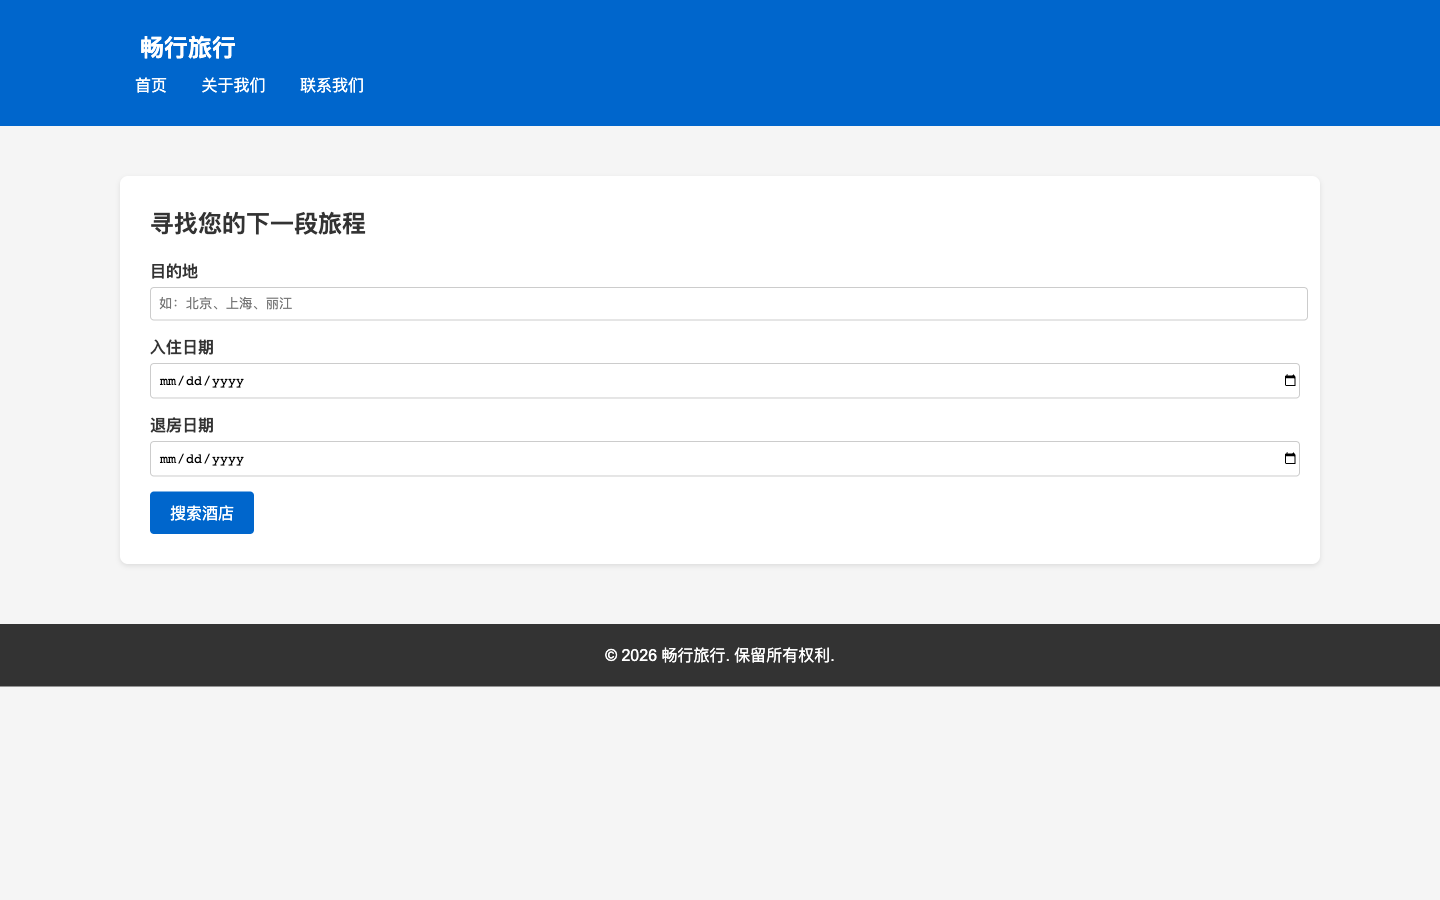 畅行旅行
首页 关于我们 联系我们
寻找您的下一段旅程
目的地
如：北京、上海、丽江
入住日期
mm/dd/yyyy
退房日期
mm/dd/yyyy
搜索酒店
© 2026 畅行旅行. 保留所有权利.